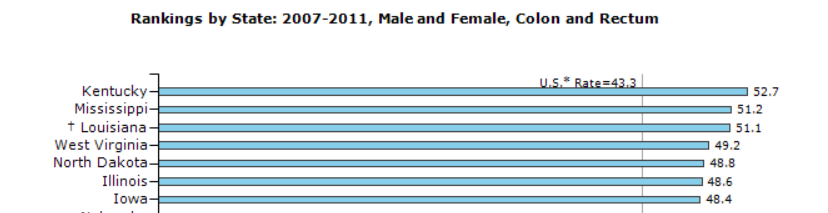 Rankings by State: 2007-2011, Male and Female, Colon and Rectum
U.S.* Rate=43.3
Kentucky 52.7
Mississippi 51.2
† Louisiana 51.1
West Virginia 49.2
North Dakota 48.8
Illinois 48.6
Iowa 48.4